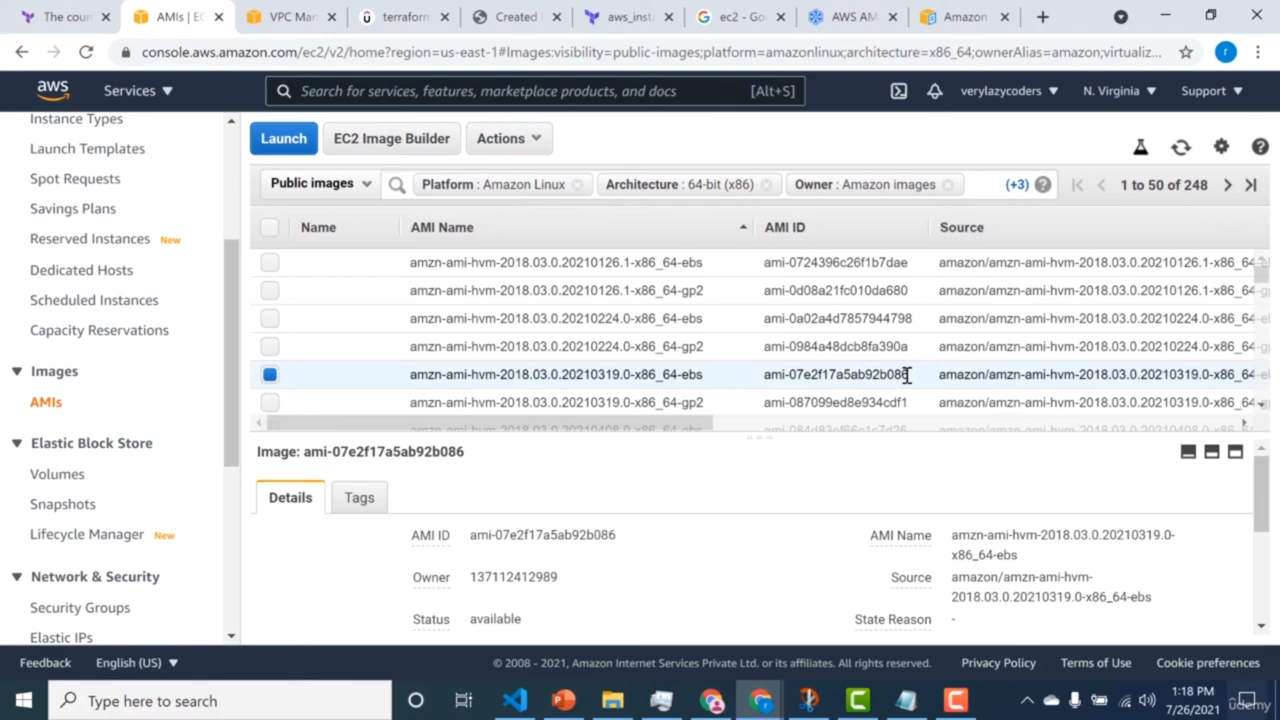 The coun
AMIs | EC
VPC Man
terraform
Created
aws_inst
ec2 - Go
AWS AM
Amazon
console.aws.amazon.com/ec2/v2/home?region=us-east-1#Images:visibility=public-images;platform=amazonlinux;architecture=x86_64;ownerAlias=amazon;virtualiz...
r
aws
Services
Search for services, features, marketplace products, and docs [Alt+S]
verylazycoders
N. Virginia
Support
Instance Types
Launch Templates
Spot Requests
Savings Plans
Reserved Instances New
Dedicated Hosts
Scheduled Instances
Capacity Reservations
Images
AMIs
Elastic Block Store
Volumes
Snapshots
Lifecycle Manager New
Network & Security
Security Groups
Elastic IPs
Launch
EC2 Image Builder
Actions
Public images
Platform : Amazon Linux
Architecture : 64-bit (x86)
Owner : Amazon images
(+3)
1 to 50 of 248
Name AMI Name AMI ID Source
amzn-ami-hvm-2018.03.0.20210126.1-x86_64-ebs ami-0724396c26f1b7dae amazon/amzn-ami-hvm-2018.03.0.20210126.1-x86_64-
amzn-ami-hvm-2018.03.0.20210126.1-x86_64-gp2 ami-0d08a21fc010da680 amazon/amzn-ami-hvm-2018.03.0.20210126.1-x86_64-gp
amzn-ami-hvm-2018.03.0.20210224.0-x86_64-ebs ami-0a02a4d7857944798 amazon/amzn-ami-hvm-2018.03.0.20210224.0-x86_64-eb
amzn-ami-hvm-2018.03.0.20210224.0-x86_64-gp2 ami-0984a48dcb8fa390a amazon/amzn-ami-hvm-2018.03.0.20210224.0-x86_64-gp
amzn-ami-hvm-2018.03.0.20210319.0-x86_64-ebs ami-07e2f17a5ab92b086 amazon/amzn-ami-hvm-2018.03.0.20210319.0-x86_64-eb
amzn-ami-hvm-2018.03.0.20210319.0-x86_64-gp2 ami-087099ed8e934cdf1 amazon/amzn-ami-hvm-2018.03.0.20210319.0-x86_64-
Image: ami-07e2f17a5ab92b086
Details
Tags
AMI ID ami-07e2f17a5ab92b086
AMI Name amzn-ami-hvm-2018.03.0.20210319.0-
x86_64-ebs
Owner 137112412989
Source amazon/amzn-ami-hvm-
2018.03.0.20210319.0-x86_64-ebs
Status available
State Reason -
Feedback
English (US)
© 2008 - 2021, Amazon Internet Services Private Ltd. or its affiliates. All rights reserved.
Privacy Policy
Terms of Use
Cookie preferences
Type here to search
1:18 PM
7/26/2021
udemy